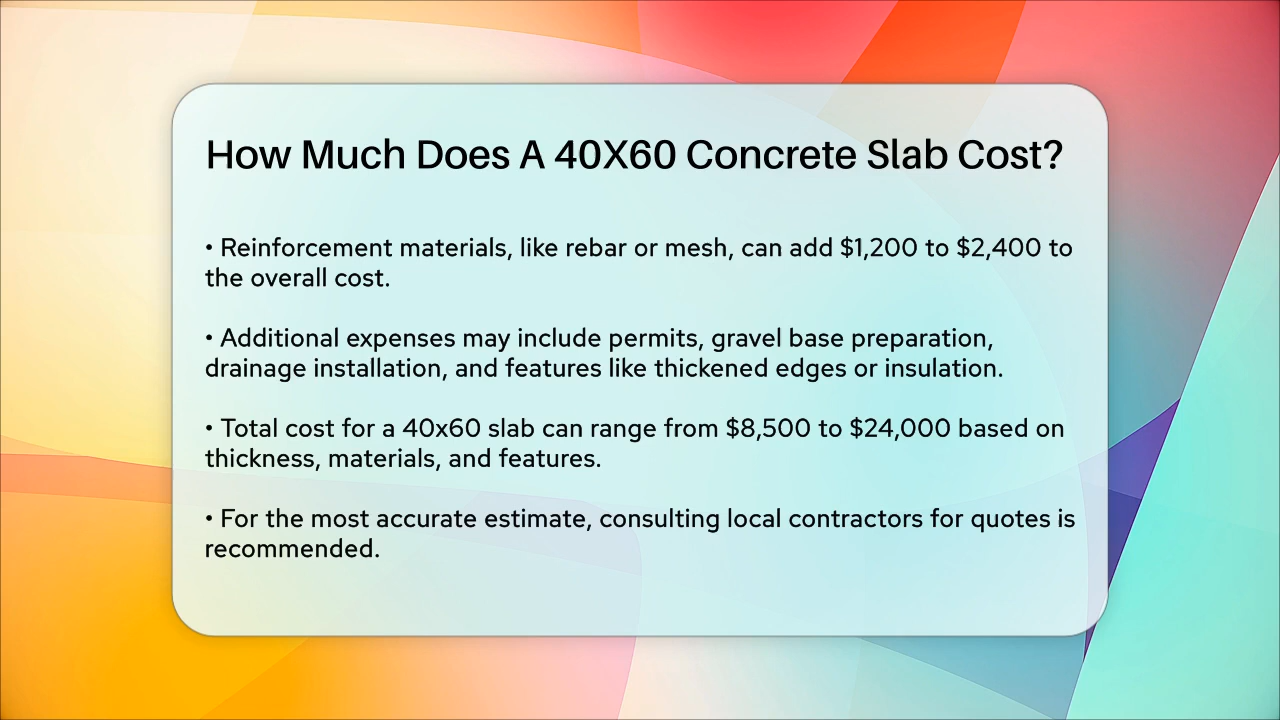 How Much Does A 40X60 Concrete Slab Cost?
• Reinforcement materials, like rebar or mesh, can add $1,200 to $2,400 to
the overall cost.
• Additional expenses may include permits, gravel base preparation,
drainage installation, and features like thickened edges or insulation.
• Total cost for a 40x60 slab can range from $8,500 to $24,000 based on
thickness, materials, and features.
• For the most accurate estimate, consulting local contractors for quotes is
recommended.